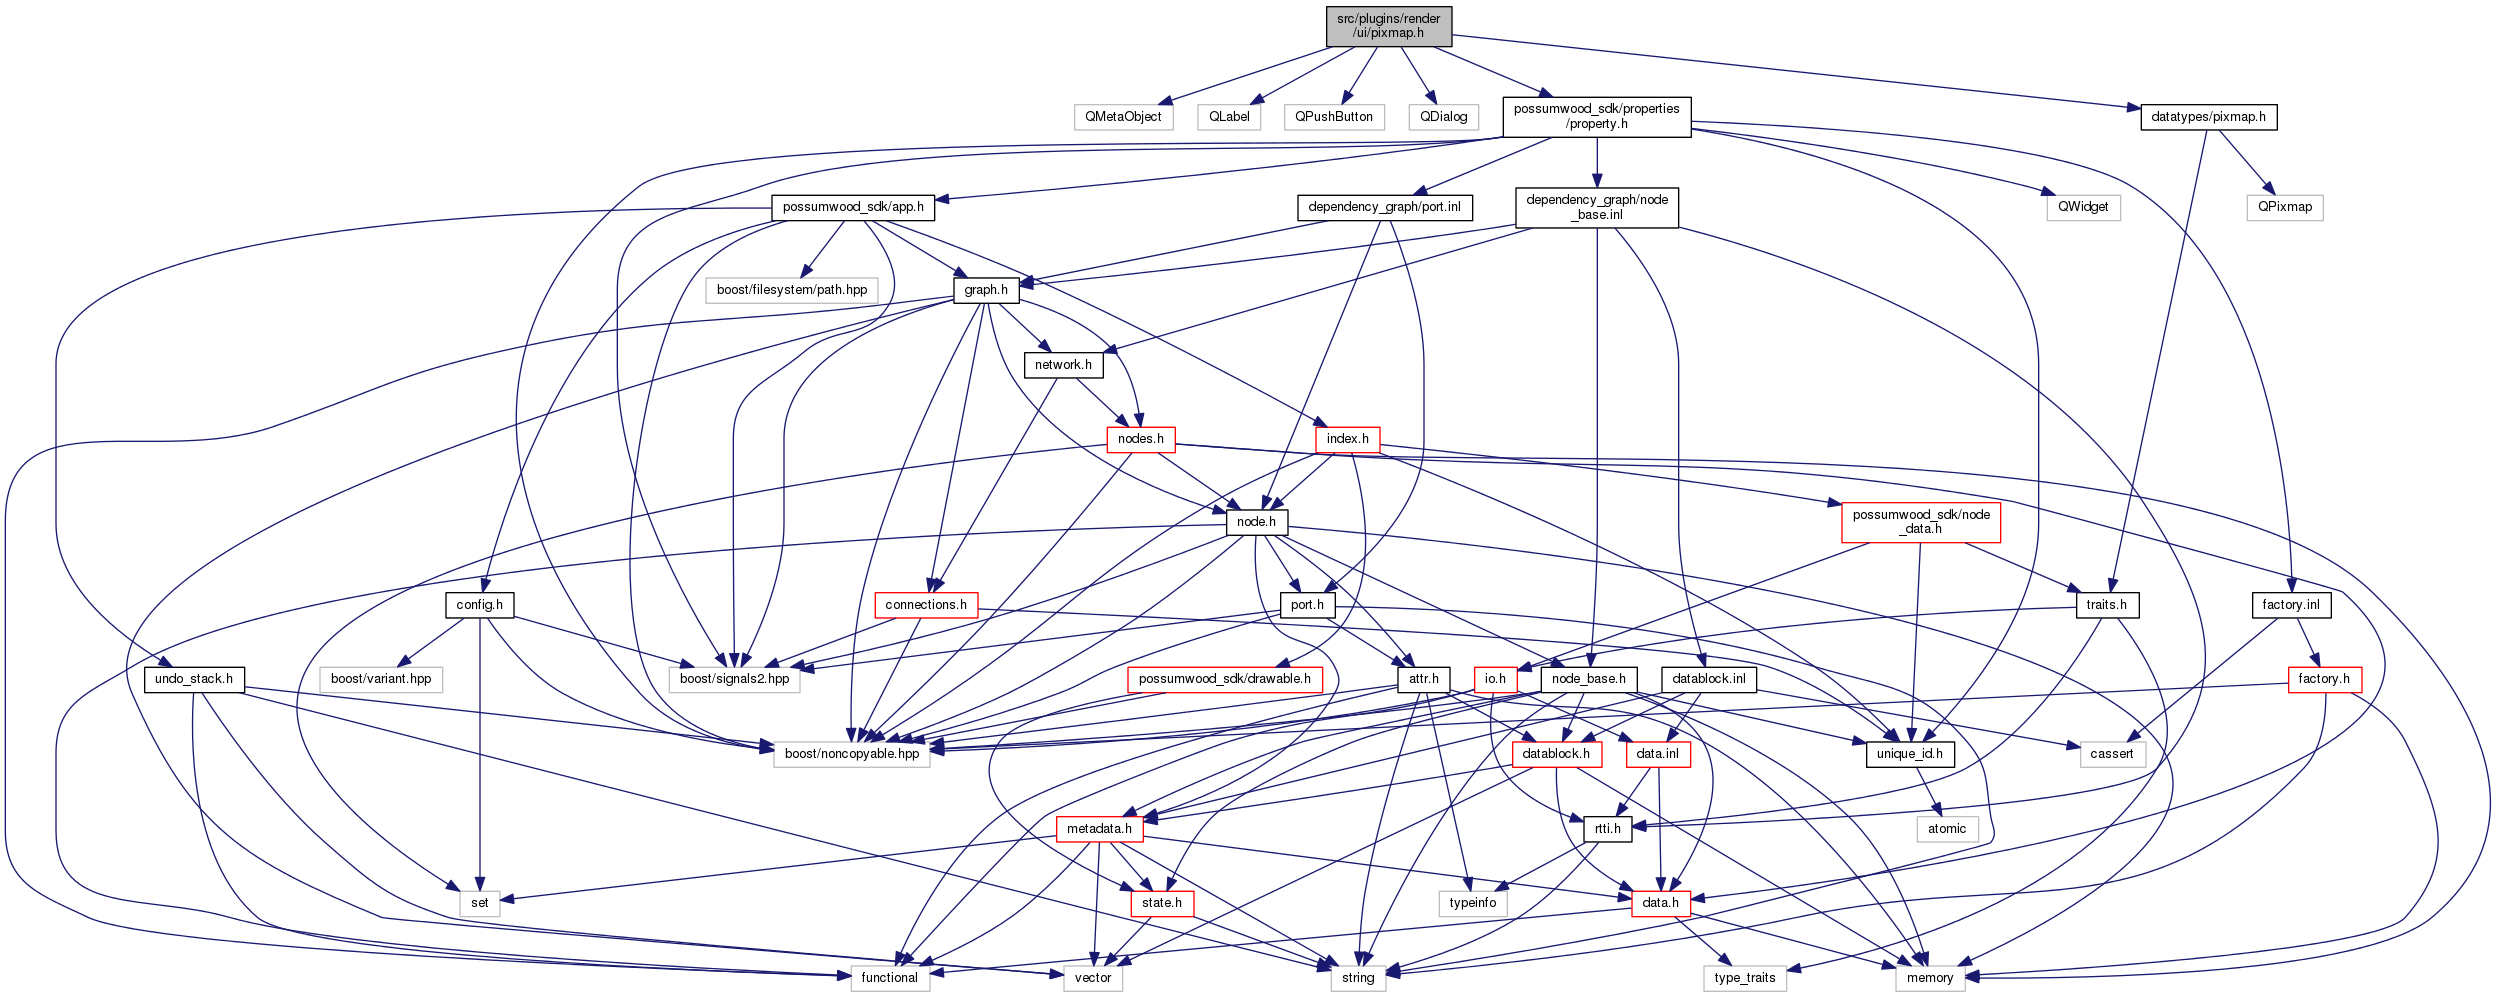 src/plugins/render
/ui/pixmap.h
QMetaObject
QLabel
QPushButton
QDialog
possumwood_sdk/properties
/property.h
datatypes/pixmap.h
possumwood_sdk/app.h
dependency_graph/port.inl
dependency_graph/node
_base.inl
QWidget
QPixmap
boost/filesystem/path.hpp
graph.h
network.h
nodes.h
index.h
node.h
possumwood_sdk/node
_data.h
config.h
connections.h
port.h
traits.h
factory.inl
undo_stack.h
boost/variant.hpp
boost/signals2.hpp
possumwood_sdk/drawable.h
attr.h
io.h
node_base.h
datablock.inl
factory.h
boost/noncopyable.hpp
datablock.h
data.inl
unique_id.h
cassert
metadata.h
rtti.h
atomic
set
state.h
typeinfo
data.h
functional
vector
string
type_traits
memory